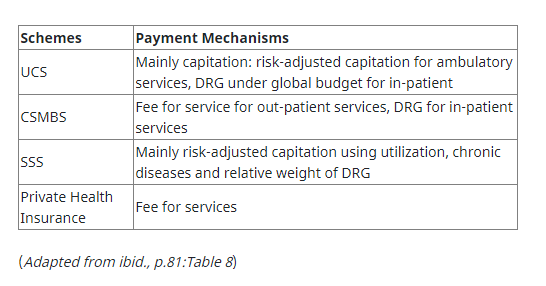 Schemes Payment Mechanisms
UCS Mainly capitation: risk-adjusted capitation for ambulatory
services, DRG under global budget for in-patient
CSMBS Fee for service for out-patient services, DRG for in-patient
services
SSS Mainly risk-adjusted capitation using utilization, chronic
diseases and relative weight of DRG
Private Health
Insurance Fee for services
(Adapted from ibid., p.81:Table 8)